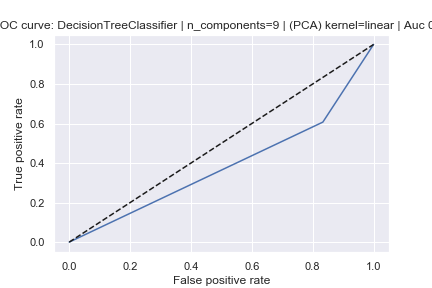 OC curve: DecisionTreeClassifier | n_components=9 | (PCA) kernel=linear | Auc 0
1.0
0.8
0.6
0.4
0.2
0.0
True positive rate
0.0 0.2 0.4 0.6 0.8 1.0
False positive rate